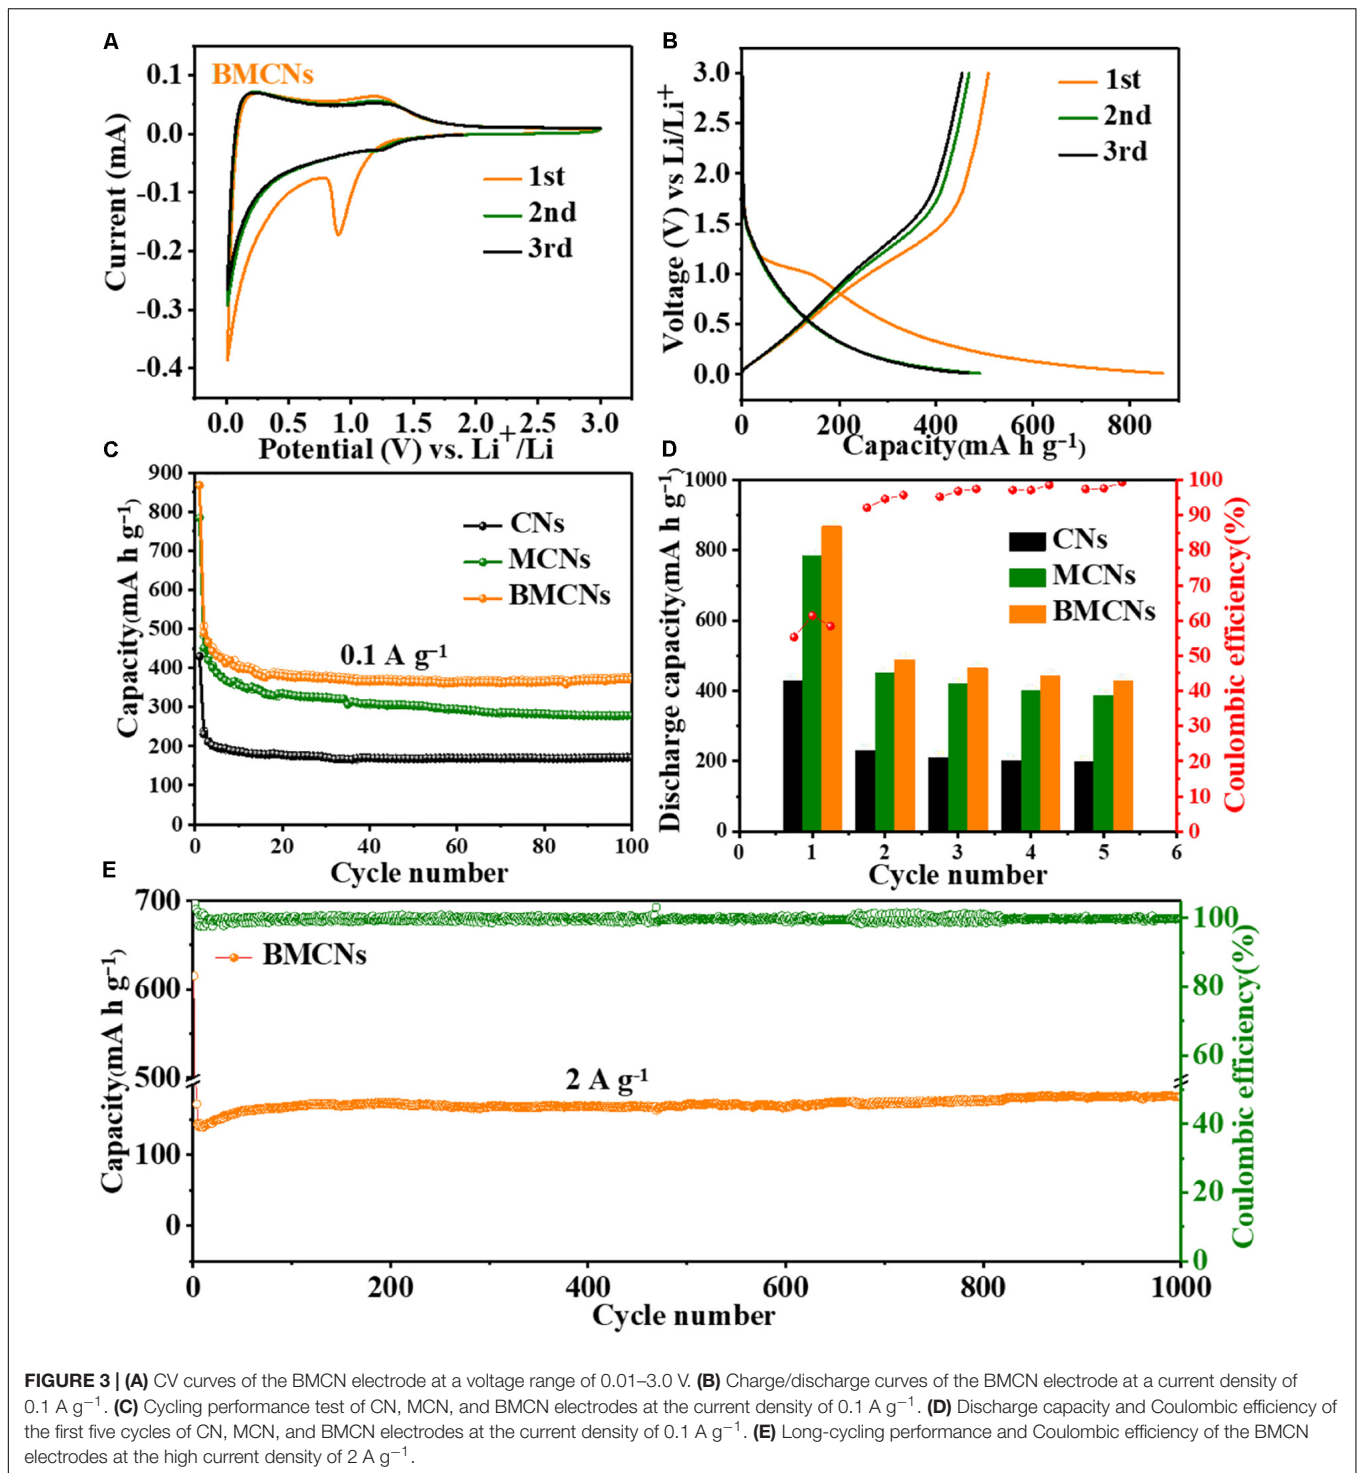 A
BMCNs
0.1
0.0
-0.1
-0.2
-0.3
-0.4
Current (mA)
1st
2nd
3rd
0.0 0.5 1.0 1.5 2.0 2.5 3.0
Potential (V) vs. Li⁺/Li
B
3.0
2.5
2.0
1.5
1.0
0.5
0.0
Voltage (V) vs Li/Li⁺
1st
2nd
3rd
0 200 400 600 800
Capacity(mA h g⁻¹)
C
900
800
700
600
500
400
300
200
100
0
Capacity(mA h g⁻¹)
CNs
MCNs
BMCNs
0.1 A g⁻¹
0 20 40 60 80 100
Cycle number
D
1000
800
600
400
200
0
Discharge capacity(mA h g⁻¹)
CNs
MCNs
BMCNs
100
90
80
70
60
50
40
30
20
10
0
Coulombic efficiency(%)
0 1 2 3 4 5 6
Cycle number
E
700
600
500
100
0
Capacity(mA h g⁻¹)
BMCNs
2 A g⁻¹
100
80
60
40
20
0
Coulombic efficiency(%)
0 200 400 600 800 1000
Cycle number
FIGURE 3 | (A) CV curves of the BMCN electrode at a voltage range of 0.01–3.0 V. (B) Charge/discharge curves of the BMCN electrode at a current density of
0.1 A g⁻¹. (C) Cycling performance test of CN, MCN, and BMCN electrodes at the current density of 0.1 A g⁻¹. (D) Discharge capacity and Coulombic efficiency of
the first five cycles of CN, MCN, and BMCN electrodes at the current density of 0.1 A g⁻¹. (E) Long-cycling performance and Coulombic efficiency of the BMCN
electrodes at the high current density of 2 A g⁻¹.